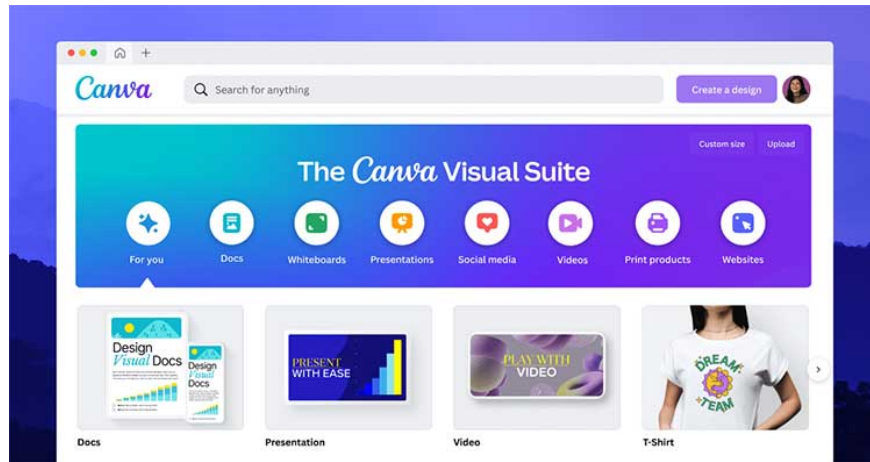 Canva
Search for anything
Create a design
Custom size
Upload
The Canva Visual Suite
For you
Docs
Whiteboards
Presentations
Social media
Videos
Print products
Websites
Design
Visual Docs
Design
Visual
Docs
PRESENT
WITH EASE
PLAY WITH
VIDEO
DREAM
TEAM
Docs
Presentation
Video
T-Shirt